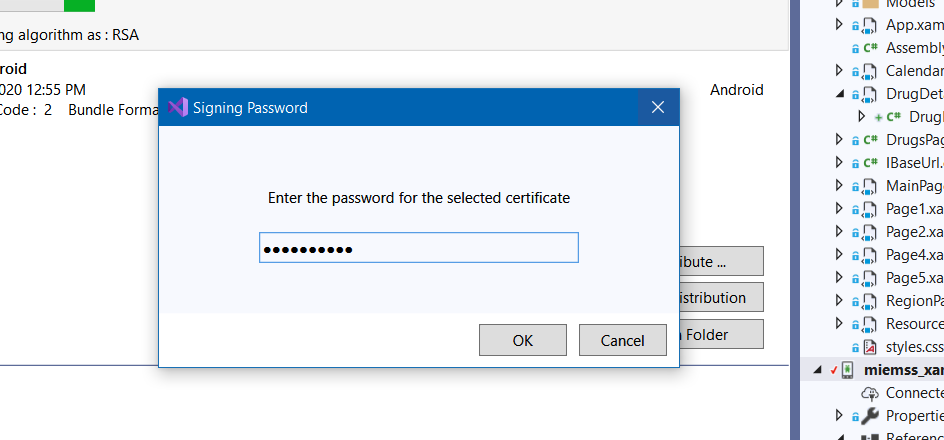 ng algorithm as : RSA
roid
020 12:55 PM
Android
Code : 2 Bundle Forma
Signing Password
Enter the password for the selected certificate
••••••••••
OK
Cancel
ibute ...
istribution
Folder
Models
App.xam
C# Assembly
Calendar
DrugDet
C# Drug
C# DrugsPag
C# IBaseUrl.
MainPage
Page1.xa
Page2.xa
Page4.xa
Page5.xa
RegionPa
Resource
styles.css
miemss_xar
Connecte
Propertie
Referenc